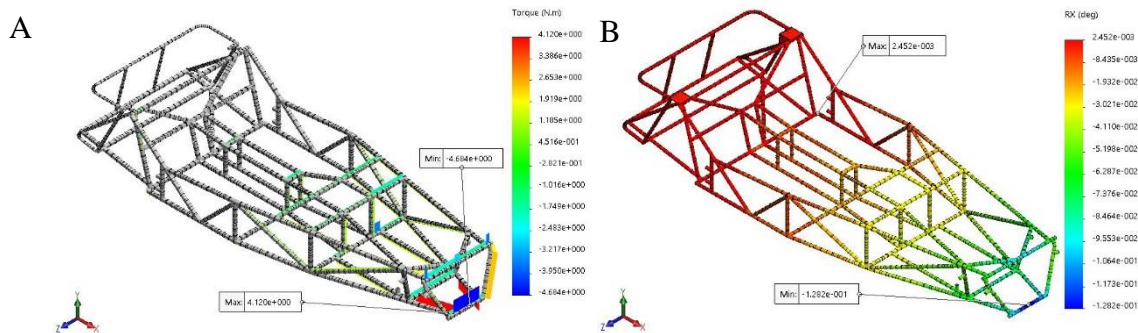 A
Torque (N.m)
4.120e+000
3.386e+000
2.653e+000
1.919e+000
1.185e+000
4.516e-001
-2.821e-001
-1.016e+000
-1.749e+000
-2.483e+000
-3.217e+000
-3.950e+000
-4.684e+000
Min: -4.684e+000
Max: 4.120e+000
Y
Z
X
B
RX (deg)
2.452e-003
-8.435e-003
-1.932e-002
-3.021e-002
-4.110e-002
-5.198e-002
-6.287e-002
-7.376e-002
-8.464e-002
-9.553e-002
-1.064e-001
-1.173e-001
-1.282e-001
Max: 2.452e-003
Min: -1.282e-001
Y
Z
X